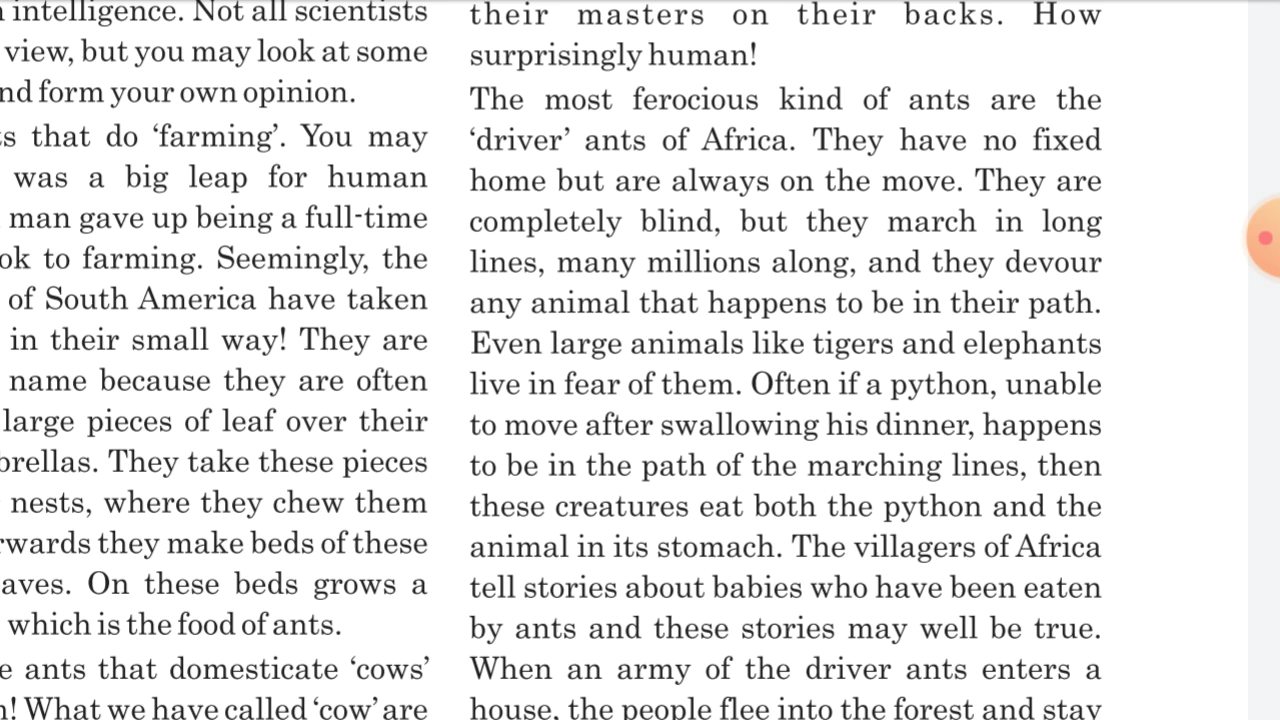 intelligence. Not all scientists
view, but you may look at some
form your own opinion.
that do ‘farming’. You may
was a big leap for human
man gave up being a full-time
to farming. Seemingly, the
of South America have taken
in their small way! They are
name because they are often
large pieces of leaf over their
They take these pieces
nests, where they chew them
they make beds of these
On these beds grows a
which is the food of ants.
ants that domesticate ‘cows’
What we have called ‘cow’ are
their masters on their backs. How
surprisingly human!
The most ferocious kind of ants are the
‘driver’ ants of Africa. They have no fixed
home but are always on the move. They are
completely blind, but they march in long
lines, many millions along, and they devour
any animal that happens to be in their path.
Even large animals like tigers and elephants
live in fear of them. Often if a python, unable
to move after swallowing his dinner, happens
to be in the path of the marching lines, then
these creatures eat both the python and the
animal in its stomach. The villagers of Africa
tell stories about babies who have been eaten
by ants and these stories may well be true.
When an army of the driver ants enters a
house, the people flee into the forest and stay